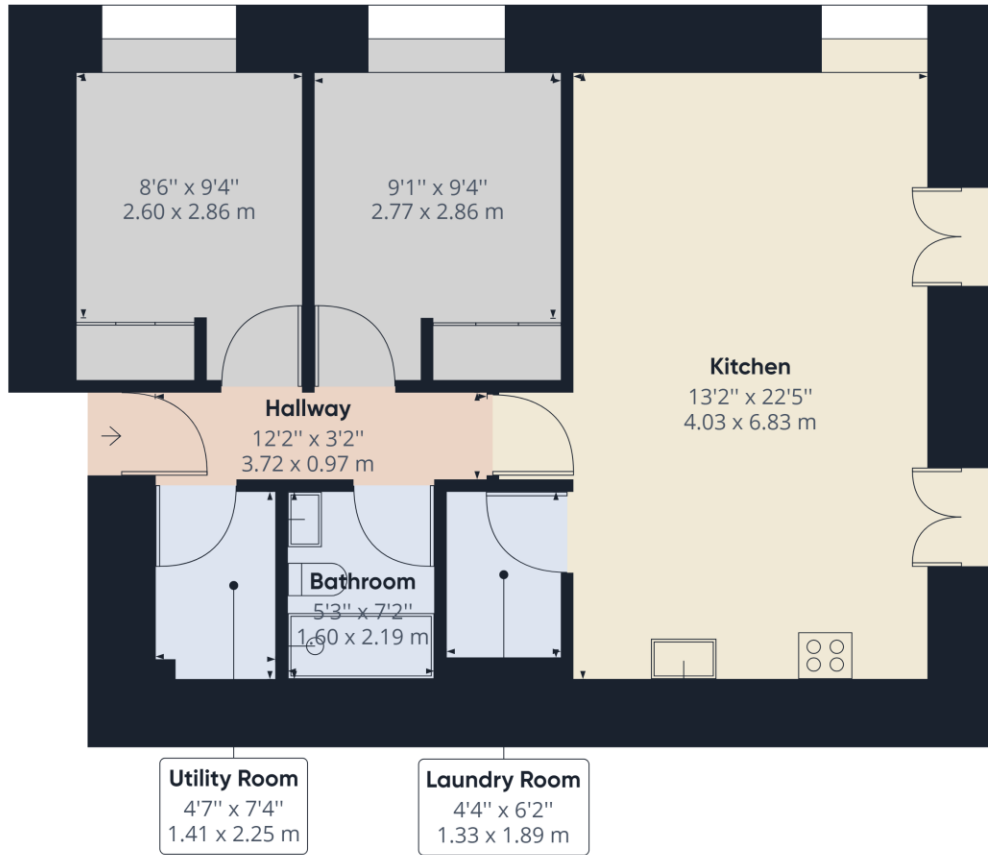 8'6'' x 9'4''
2.60 x 2.86 m
9'1'' x 9'4''
2.77 x 2.86 m
Kitchen
13'2'' x 22'5''
4.03 x 6.83 m
Hallway
12'2'' x 3'2''
3.72 x 0.97 m
Bathroom
5'3'' x 7'2''
1.60 x 2.19 m
Utility Room
4'7'' x 7'4''
1.41 x 2.25 m
Laundry Room
4'4'' x 6'2''
1.33 x 1.89 m